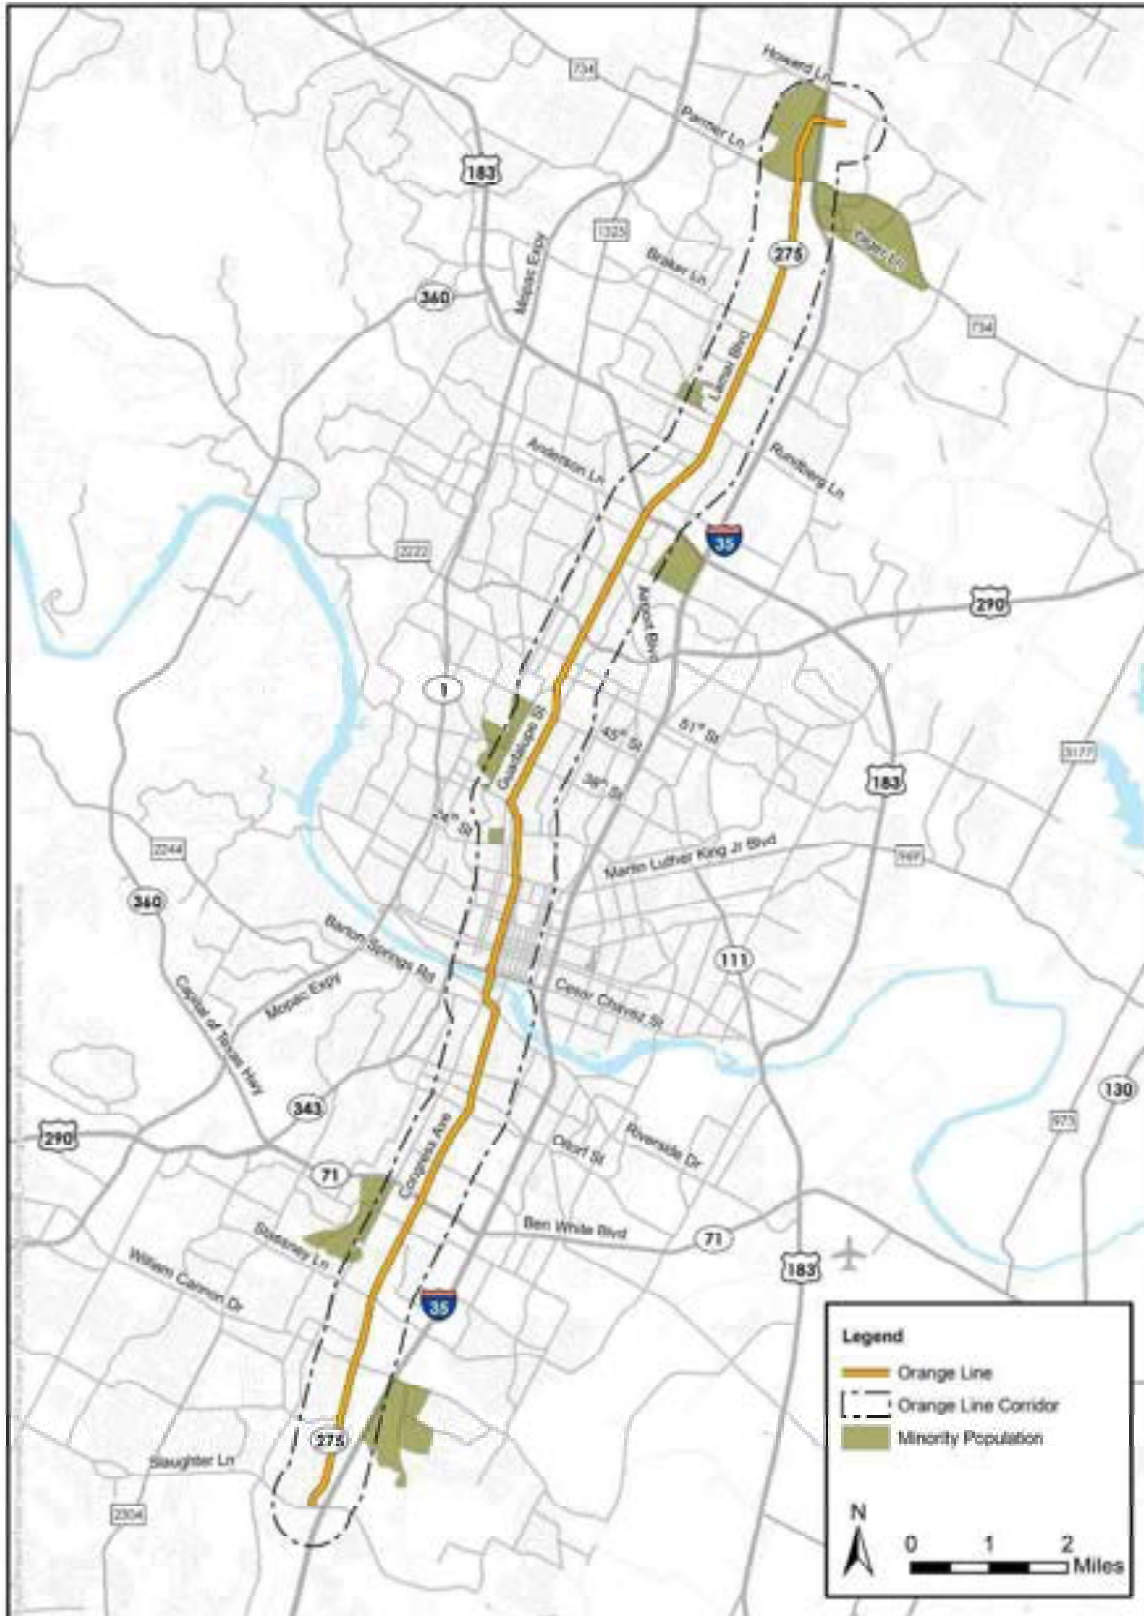 Howard Ln
734
Parmer Ln
183
1325
Mopac Expy
275
Braker Ln
360
734
Lamar Blvd
Anderson Ln
Rundberg Ln
35
2222
290
Airport Blvd
1
Guadalupe St
45th St
51st St
3177
38th St
183
St
2244
Martin Luther King Jr Blvd
969
360
Barton Springs Rd
111
Mopac Expy
Cesar Chavez St
Capital of Texas Hwy
130
343
973
290
Congress Ave
Oltorf St
Riverside Dr
71
Stassney Ln
Ben White Blvd
71
William Cannon Dr
183
35
275
Slaughter Ln
2304
Legend
Orange Line
Orange Line Corridor
Minority Population
N
0 1 2
Miles